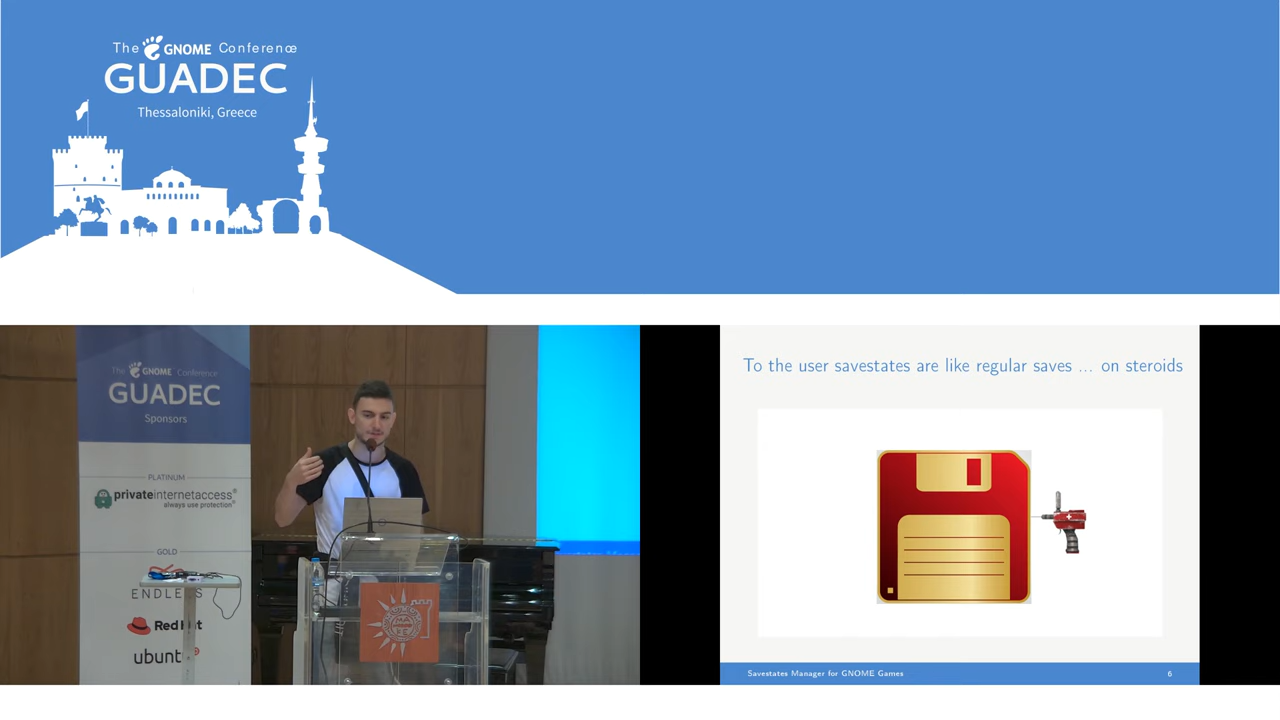 The GNOME Conference
GUADEC
Thessaloniki, Greece
The GNOME Conference
GUADEC
Sponsors
PLATINUM
privateinternetaccess®
always use protection®
GOLD
ENDLESS
Red Hat
ubuntu®
To the user savestates are like regular saves ... on steroids
Savestates Manager for GNOME Games
6